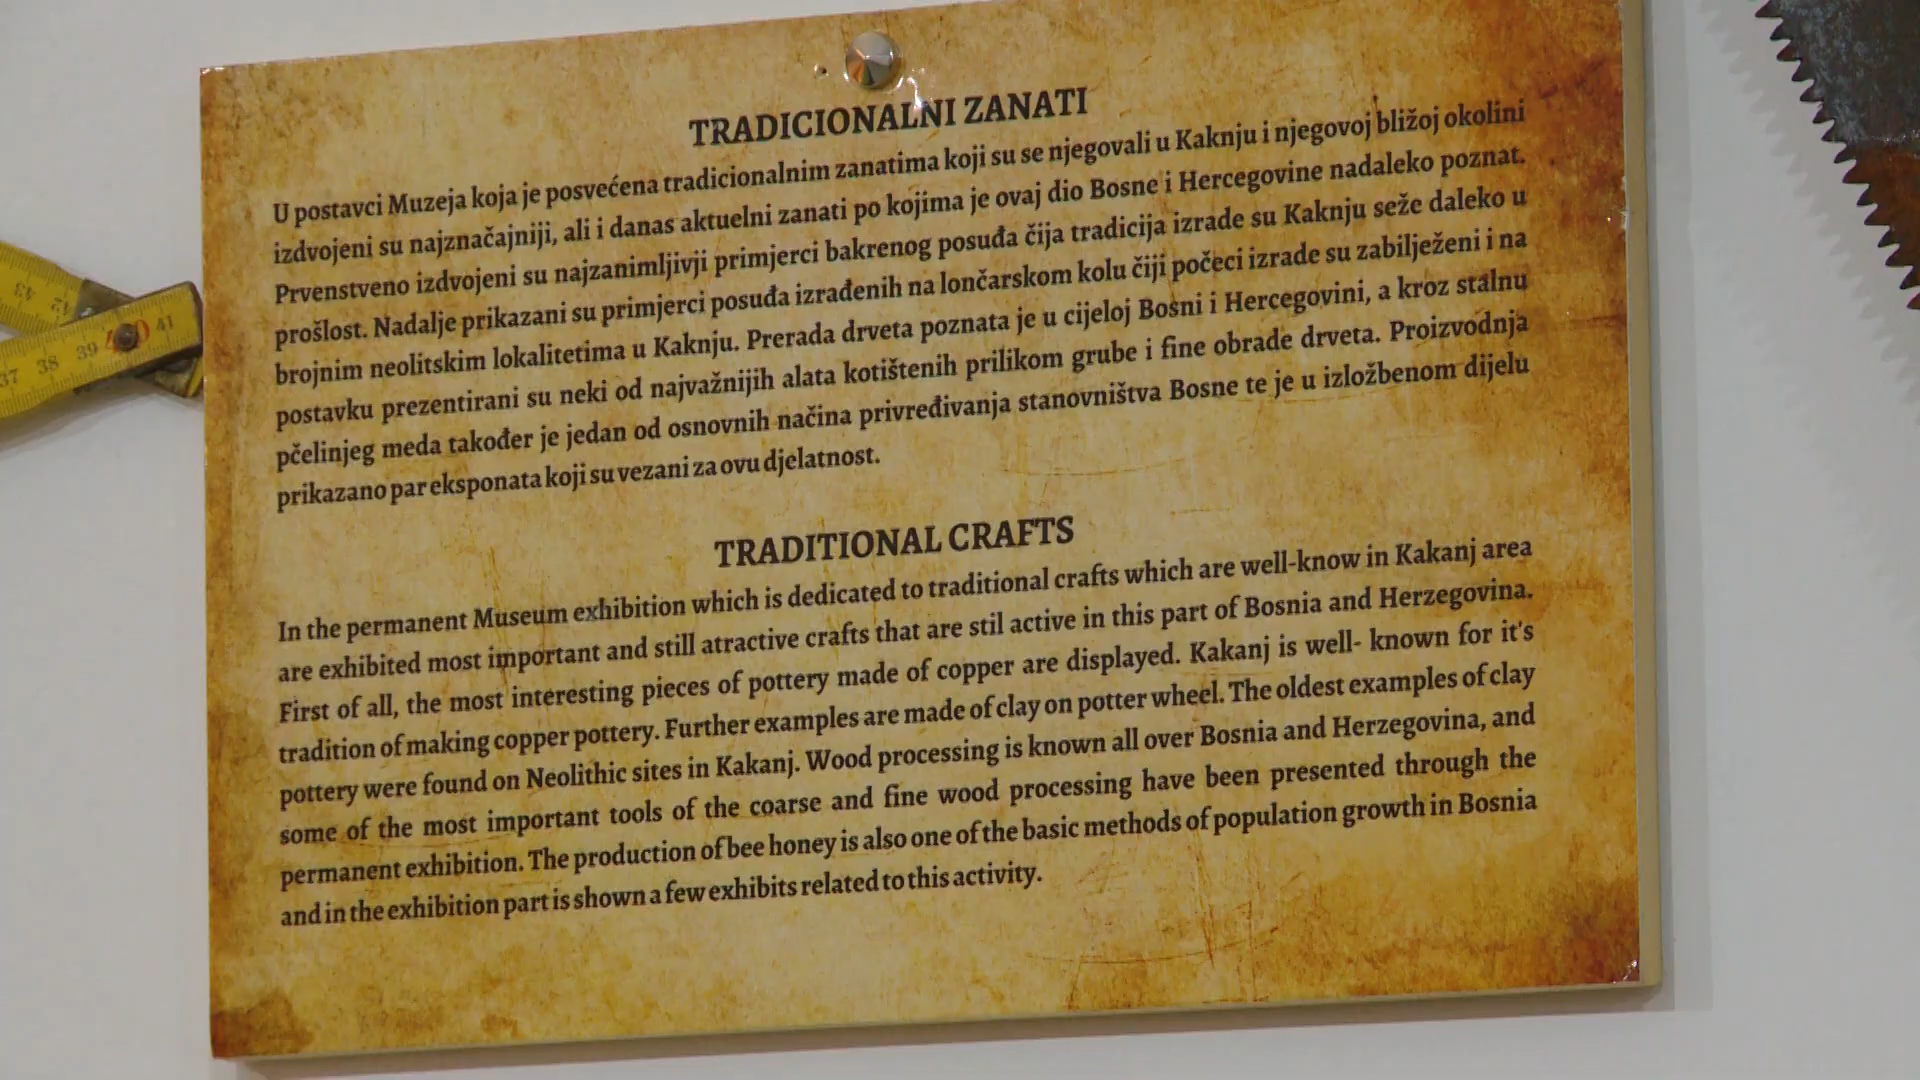 TRADICIONALNI ZANATI
U postavci Muzeja koja je posvećena tradicionalnim zanatima koji su se njegovali u Kaknju i njegovoj bližoj okolini
izdvojeni su najznačajniji, ali i danas aktuelni zanati po kojima je ovaj dio Bosne i Hercegovine nadaleko poznat.
Prvenstveno izdvojeni su najzanimljivji primjerci bakrenog posuđa čija tradicija izrade su Kaknju seže daleko u
prošlost. Nadalje prikazani su primjerci posuđa izrađenih na lončarskom kolu čiji počeci izrade su zabilježeni i na
brojnim neolitskim lokalitetima u Kaknju. Prerada drveta poznata je u cijeloj Bosni i Hercegovini, a kroz stalnu
postavku prezentirani su neki od najvažnijih alata kotištenih prilikom grube i fine obrade drveta. Proizvodnja
pčelinjeg meda također je jedan od osnovnih načina privređivanja stanovništva Bosne te je u izložbenom dijelu
prikazano par eksponata koji su vezani za ovu djelatnost.
TRADITIONAL CRAFTS
In the permanent Museum exhibition which is dedicated to traditional crafts which are well-know in Kakanj area
are exhibited most important and still atractive crafts that are stil active in this part of Bosnia and Herzegovina.
First of all, the most interesting pieces of pottery made of copper are displayed. Kakanj is well- known for it's
tradition of making copper pottery. Further examples are made of clay on potter wheel. The oldest examples of clay
pottery were found on Neolithic sites in Kakanj. Wood processing is known all over Bosnia and Herzegovina, and
some of the most important tools of the coarse and fine wood processing have been presented through the
permanent exhibition. The production of bee honey is also one of the basic methods of population growth in Bosnia
and in the exhibition part is shown a few exhibits related to this activity.
43 42
37 38 39 41